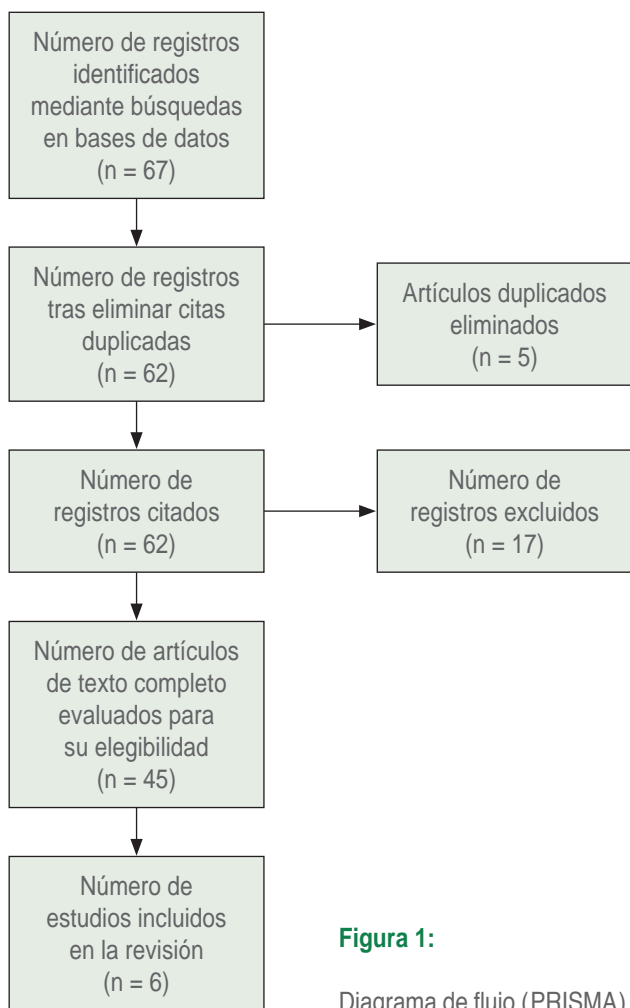 Número de registros
identificados
mediante búsquedas
en bases de datos
(n = 67)
Número de registros
tras eliminar citas
duplicadas
(n = 62)
Artículos duplicados
eliminados
(n = 5)
Número de
registros citados
(n = 62)
Número de
registros excluidos
(n = 17)
Número de artículos
de texto completo
evaluados para
su elegibilidad
(n = 45)
Número de
estudios incluidos
en la revisión
(n = 6)
Figura 1:
Diagrama de flujo (PRISMA)